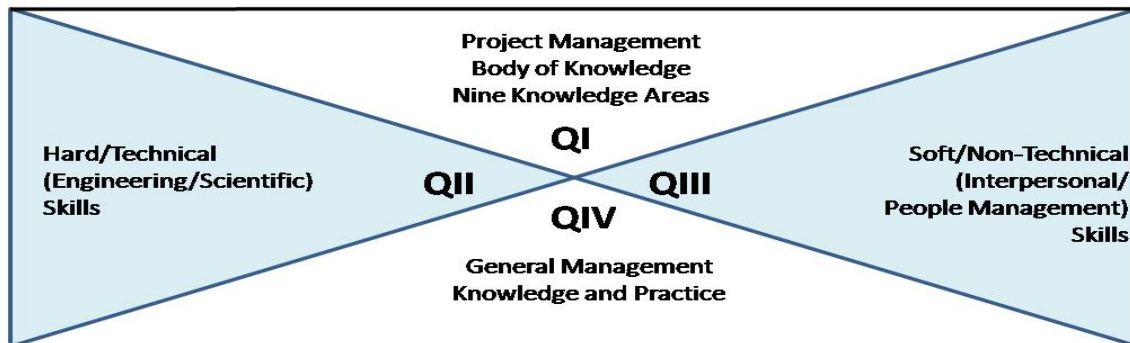 Project Management
Body of Knowledge
Nine Knowledge Areas
QI
Hard/Technical
(Engineering/Scientific)
Skills
QII
QIII
Soft/Non-Technical
(Interpersonal/
People Management)
Skills
QIV
General Management
Knowledge and Practice